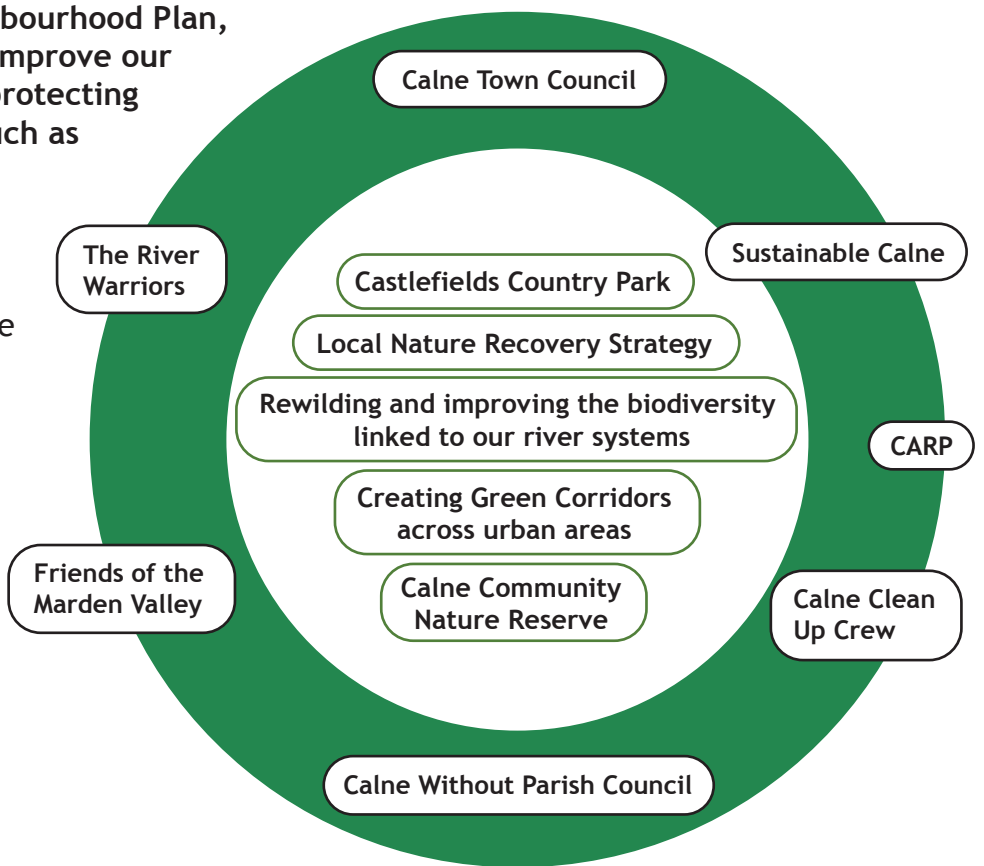 bourhood Plan,
mprove our
protecting
uch as
e
Calne Town Council
The River
Warriors
Sustainable Calne
Castlefields Country Park
Local Nature Recovery Strategy
Rewilding and improving the biodiversity
linked to our river systems
CARP
Creating Green Corridors
across urban areas
Friends of the
Marden Valley
Calne Community
Nature Reserve
Calne Clean
Up Crew
Calne Without Parish Council